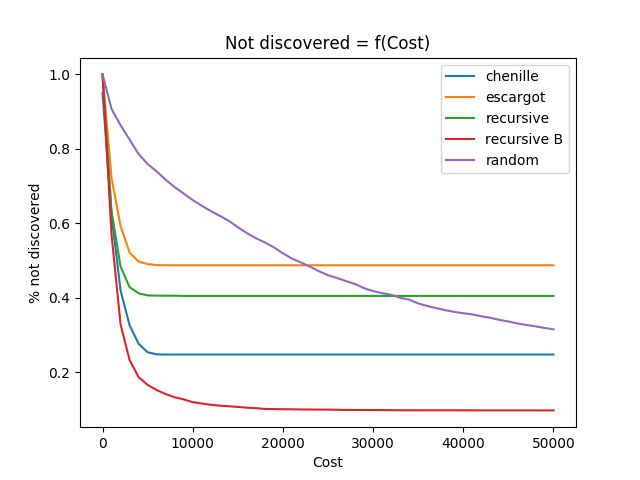 Not discovered = f(Cost)
% not discovered
1.0
0.8
0.6
0.4
0.2
chenille
escargot
recursive
recursive B
random
0 10000 20000 30000 40000 50000
Cost